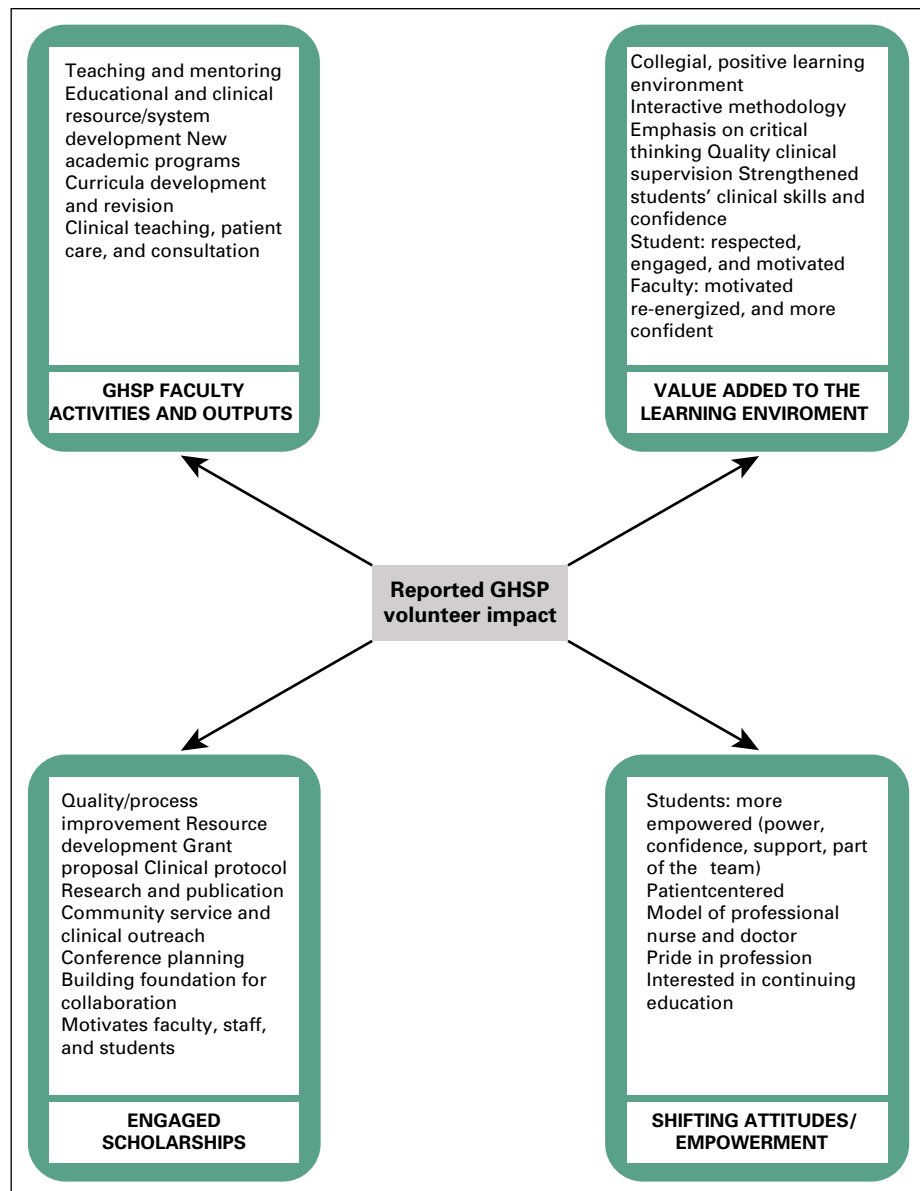 Teaching and mentoring
Educational and clinical
resource/system
development New
academic programs
Curricula development
and revision
Clinical teaching, patient
care, and consultation
GHSP FACULTY
ACTIVITIES AND OUTPUTS
Collegial, positive learning
environment
Interactive methodology
Emphasis on critical
thinking Quality clinical
supervision Strengthened
students’ clinical skills and
confidence
Student: respected,
engaged, and motivated
Faculty: motivated
re-energized, and more
confident
VALUE ADDED TO THE
LEARNING ENVIROMENT
Reported GHSP
volunteer impact
Quality/process
improvement Resource
development Grant
proposal Clinical protocol
Research and publication
Community service and
clinical outreach
Conference planning
Building foundation for
collaboration
Motivates faculty, staff,
and students
ENGAGED
SCHOLARSHIPS
Students: more
empowered (power,
confidence, support, part
of the team)
Patientcentered
Model of professional
nurse and doctor
Pride in profession
Interested in continuing
education
SHIFTING ATTITUDES/
EMPOWERMENT